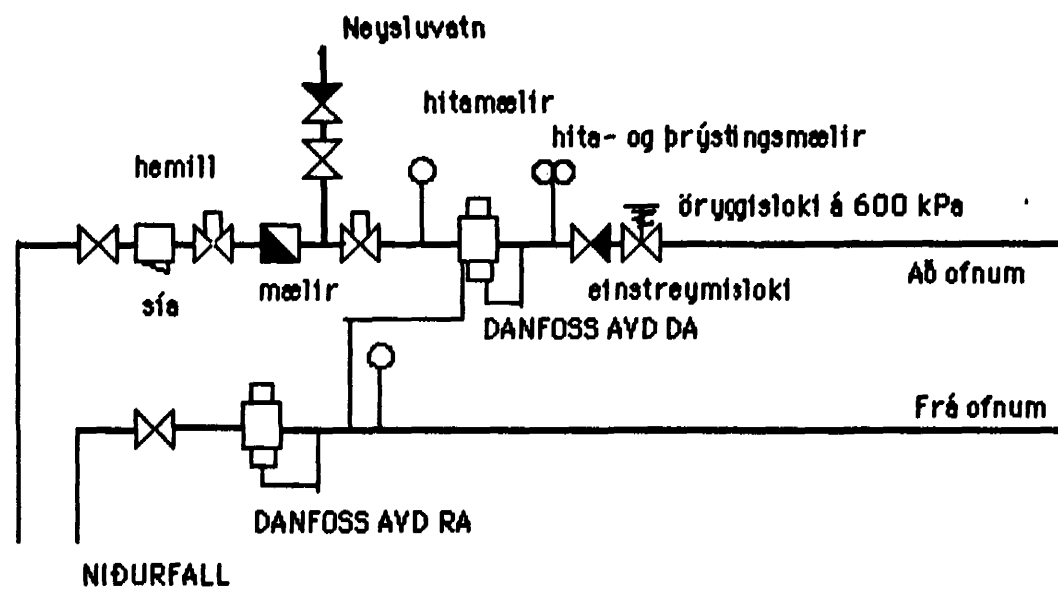 Neysluvatn
hitamælir
hita- og þrýstingsmælir
hemill
öryggisloki á 600 kPa
Að ofnum
mælir
einstreymisloki
sía
DANFOSS AVD DA
Frá ofnum
DANFOSS AVD RA
NIÐURFALL